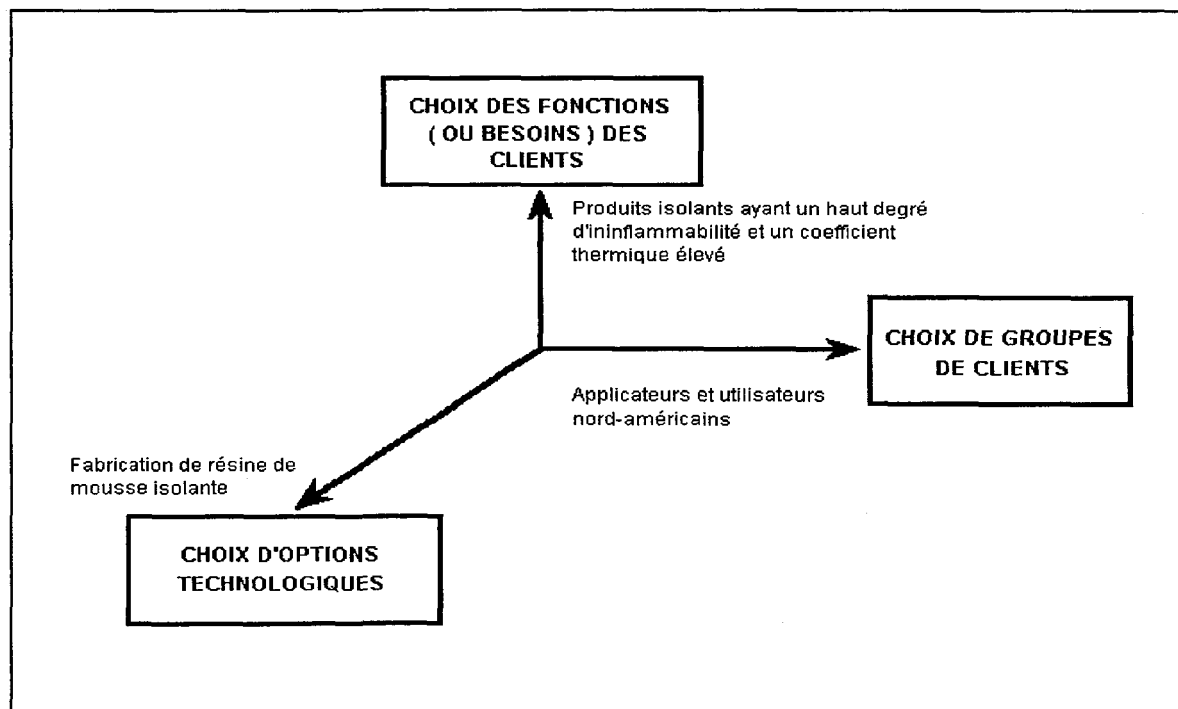 CHOIX DES FONCTIONS
( OU BESOINS ) DES
CLIENTS
Produits isolants ayant un haut degré
d'ininflammabilité et un coefficient
thermique élevé
CHOIX DE GROUPES
DE CLIENTS
Applicateurs et utilisateurs
nord-américains
Fabrication de résine de
mousse isolante
CHOIX D'OPTIONS
TECHNOLOGIQUES